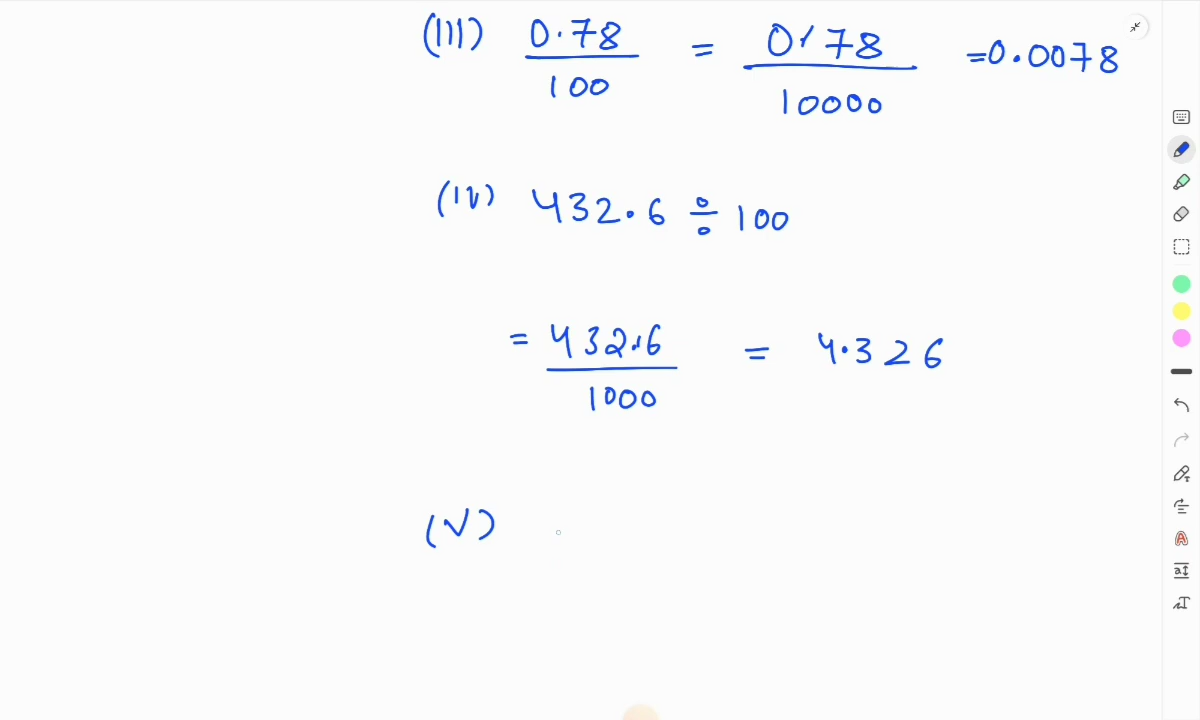 (III) 0.78/100 = 0/78/10000 =0.0078
(IV) 432.6 ÷ 100
= 432.6/1000 = 4.326
(V)